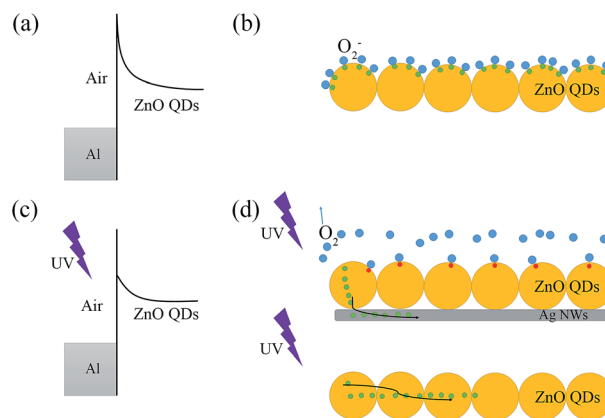 (a)
Air
ZnO QDs
Al
(b)
O₂⁻
ZnO QDs
(c)
UV
Air
ZnO QDs
Al
(d)
UV
O₂
ZnO QDs
Ag NWs
UV
ZnO QDs